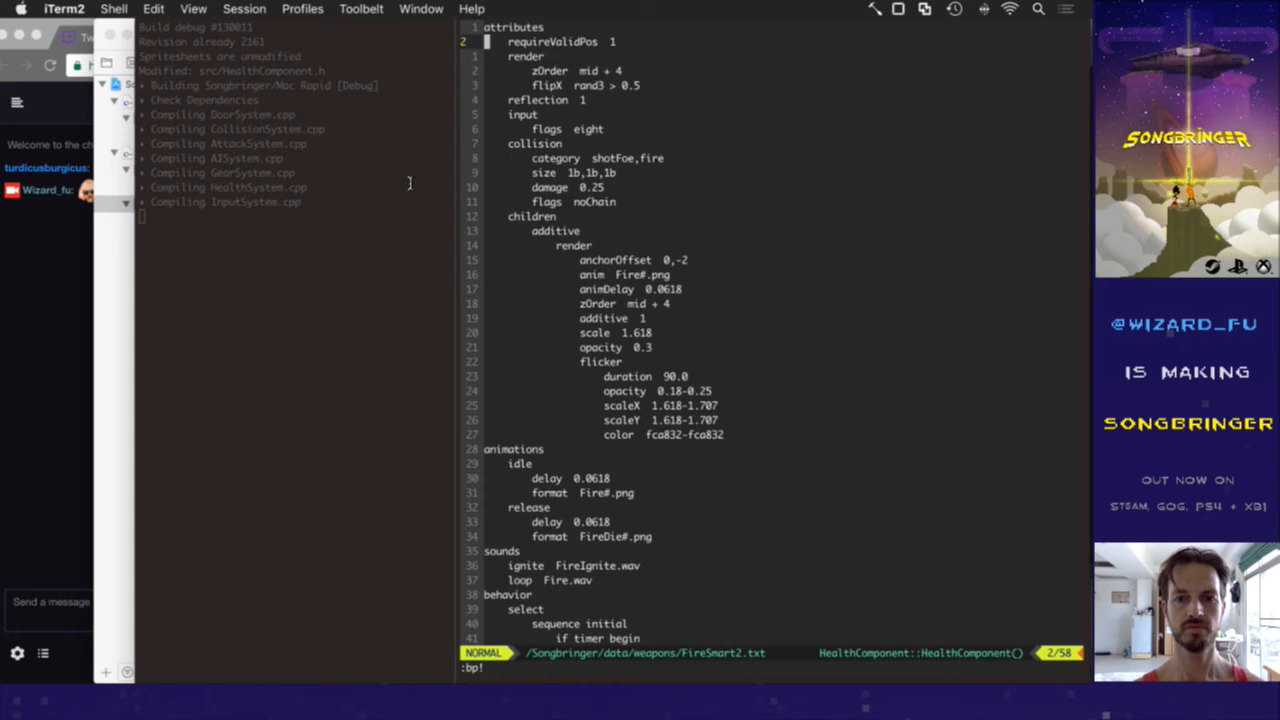 iTerm2 Shell Edit View Session Profiles Toolbelt Window Help
Tw
Welcome to the ch
turdicusburgicus:
Wizard_fu:
Send a message
Build debug #130011
Revision already 2161
Spritesheets are unmodified
Modified: src/HealthComponent.h
Building Songbringer/Mac Rapid [Debug]
Check Dependencies
Compiling DoorSystem.cpp
Compiling CollisionSystem.cpp
Compiling AttackSystem.cpp
Compiling AISystem.cpp
Compiling GearSystem.cpp
Compiling HealthSystem.cpp
Compiling InputSystem.cpp
1 attributes
2 requireValidPos 1
1 render
2 zOrder mid + 4
3 flipX rand3 > 0.5
4 reflection 1
5 input
6 flags eight
7 collision
8 category shotFoe,fire
9 size 1b,1b,1b
10 damage 0.25
11 flags noChain
12 children
13 additive
14 render
15 anchorOffset 0,-2
16 anim Fire#.png
17 animDelay 0.0618
18 zOrder mid + 4
19 additive 1
20 scale 1.618
21 opacity 0.3
22 flicker
23 duration 90.0
24 opacity 0.18-0.25
25 scaleX 1.618-1.707
26 scaleY 1.618-1.707
27 color fca832-fca832
28 animations
29 idle
30 delay 0.0618
31 format Fire#.png
32 release
33 delay 0.0618
34 format FireDie#.png
35 sounds
36 ignite FireIgnite.wav
37 loop Fire.wav
38 behavior
39 select
40 sequence initial
41 if timer begin
NORMAL /Songbringer/data/weapons/FireSmart2.txt HealthComponent::HealthComponent() 2/58
:bp!
SONGBRINGER
@WIZARD_FU
IS MAKING
SONGBRINGER
OUT NOW ON
STEAM, GOG, PS4 + XB1